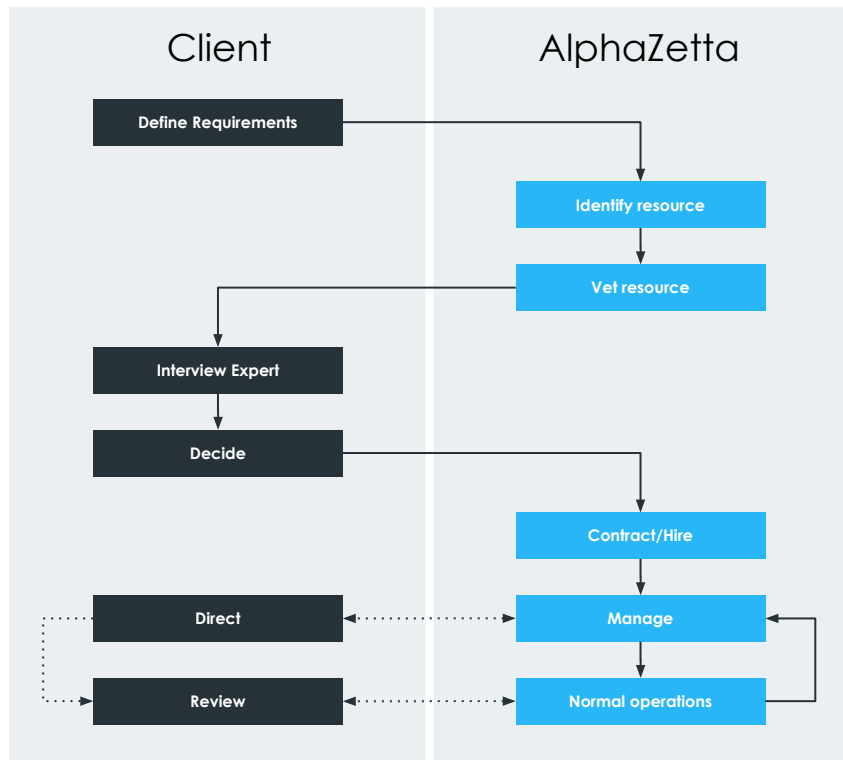 Client
AlphaZetta
Define Requirements
Identify resource
Vet resource
Interview Expert
Decide
Contract/Hire
Direct
Manage
Review
Normal operations